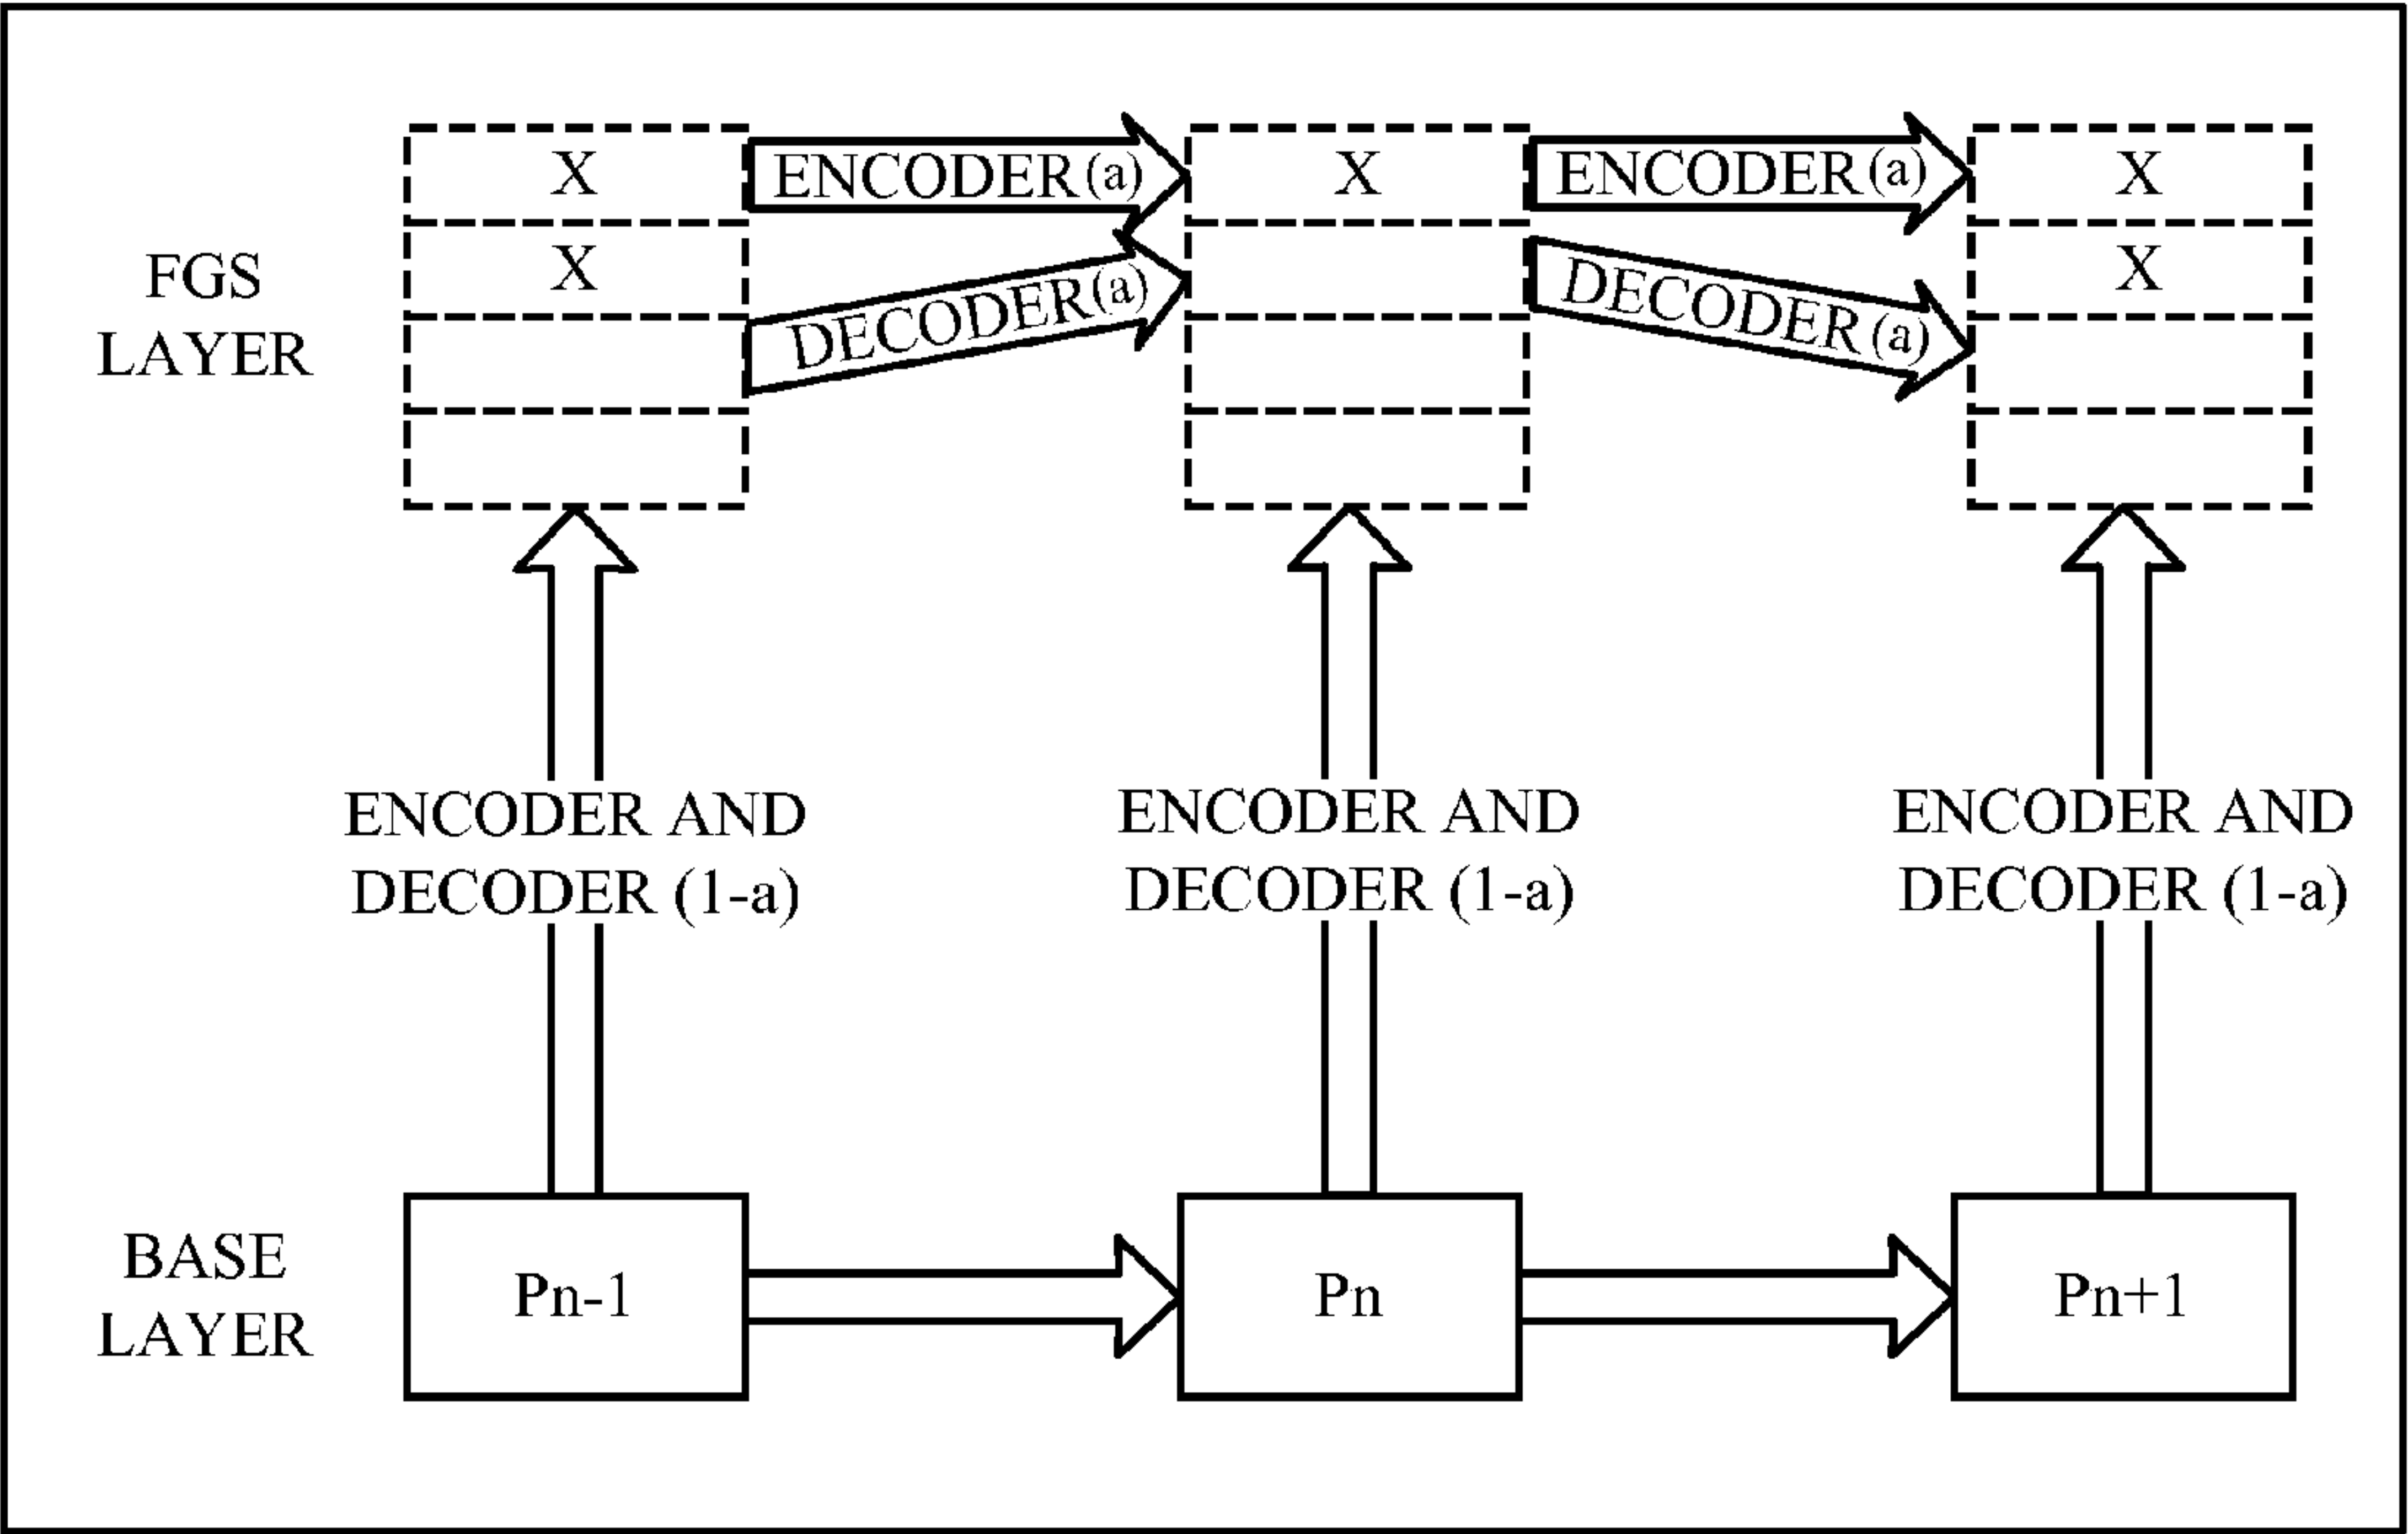 X
ENCODER(a)
X
ENCODER(a)
X
FGS
LAYER
X
DECODER(a)
DECODER(a)
X
ENCODER AND
DECODER (1-a)
ENCODER AND
DECODER (1-a)
ENCODER AND
DECODER (1-a)
BASE
LAYER
Pn-1
Pn
Pn+1